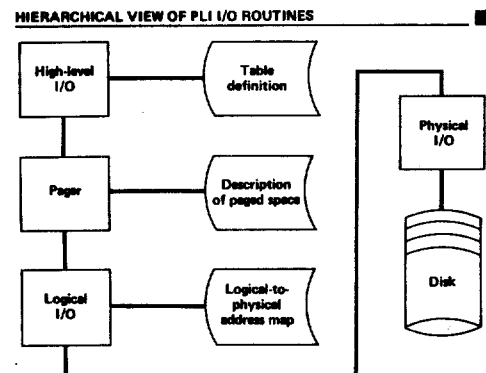 HIERARCHICAL VIEW OF PLI I/O ROUTINES
High-level
I/O
Table
definition
Physical
I/O
Pager
Description
of paged space
Logical
I/O
Logical-to-
physical
address map
Disk